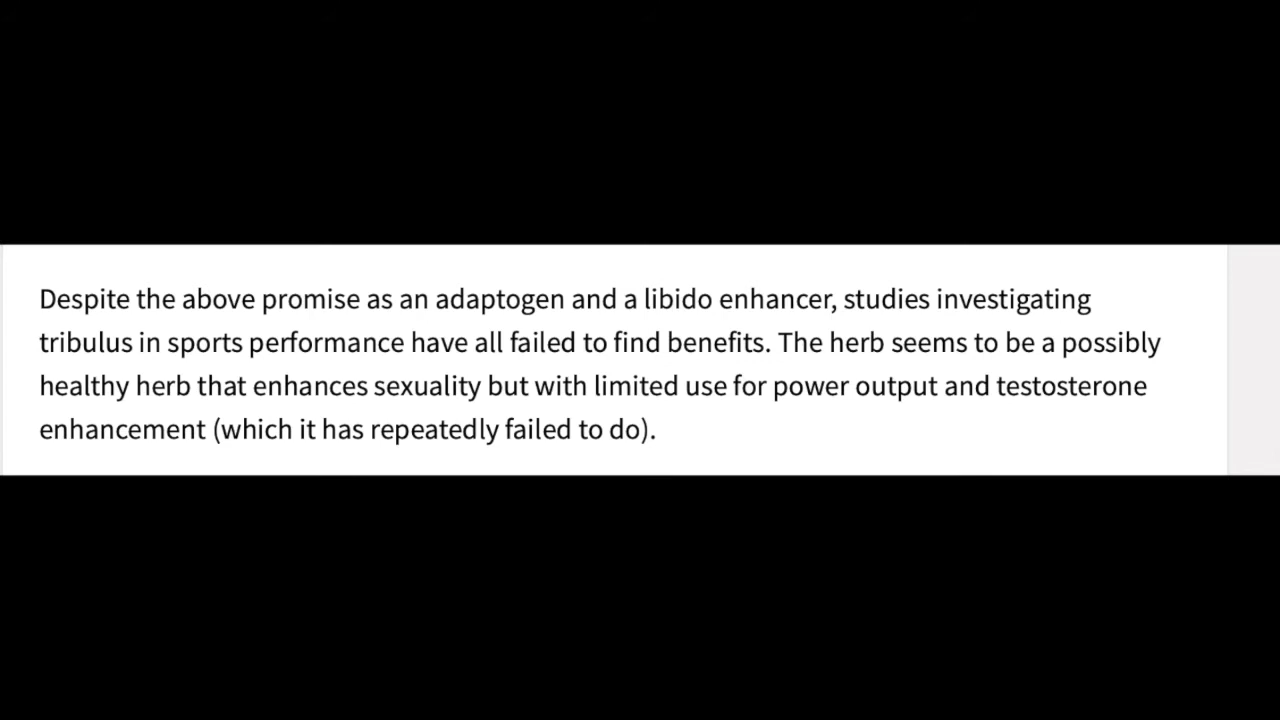 Despite the above promise as an adaptogen and a libido enhancer, studies investigating
tribulus in sports performance have all failed to find benefits. The herb seems to be a possibly
healthy herb that enhances sexuality but with limited use for power output and testosterone
enhancement (which it has repeatedly failed to do).